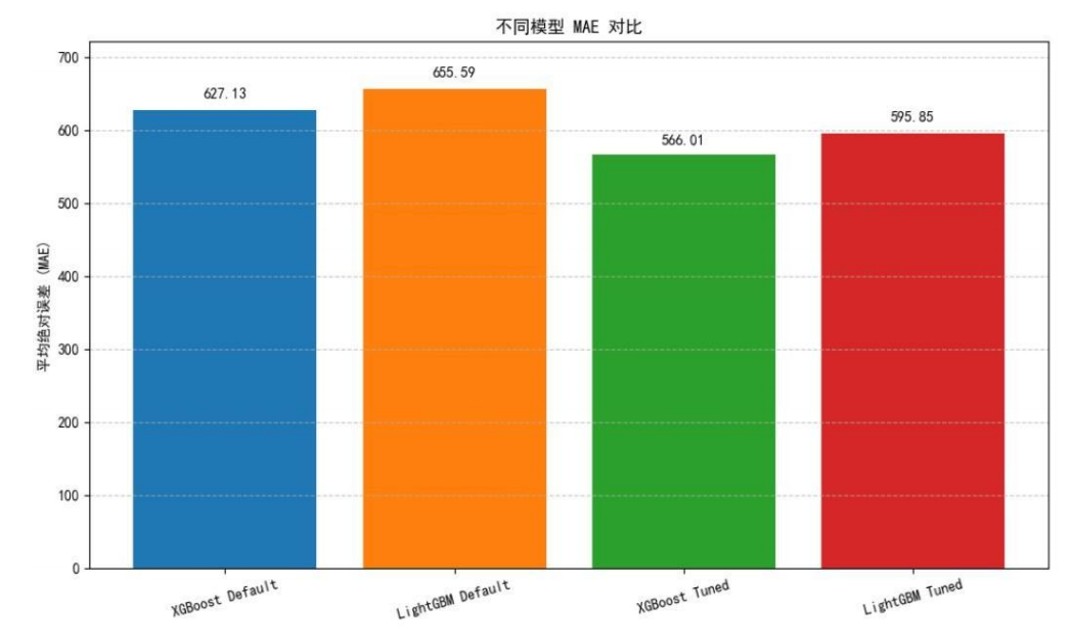 不同模型 MAE 对比
平均绝对误差 (MAE)
700
600
500
400
300
200
100
0
627.13
655.59
566.01
595.85
XGBoost Default
LightGBM Default
XGBoost Tuned
LightGBM Tuned